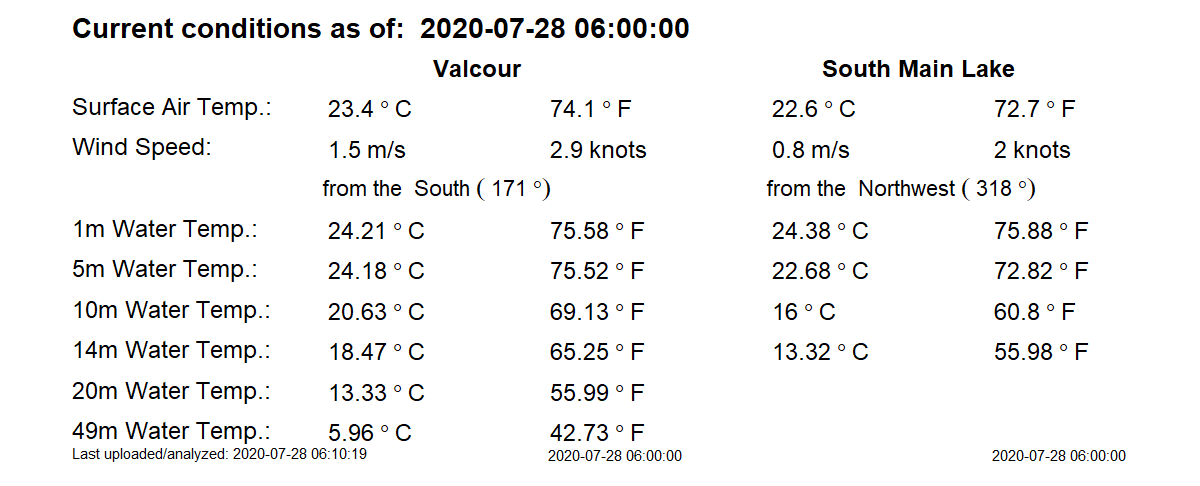 Current conditions as of: 2020-07-28 06:00:00
Valcour South Main Lake
Surface Air Temp.: 23.4 ° C 74.1 ° F 22.6 ° C 72.7 ° F
Wind Speed: 1.5 m/s 2.9 knots 0.8 m/s 2 knots
from the South ( 171 °) from the Northwest ( 318 °)
1m Water Temp.: 24.21 ° C 75.58 ° F 24.38 ° C 75.88 ° F
5m Water Temp.: 24.18 ° C 75.52 ° F 22.68 ° C 72.82 ° F
10m Water Temp.: 20.63 ° C 69.13 ° F 16 ° C 60.8 ° F
14m Water Temp.: 18.47 ° C 65.25 ° F 13.32 ° C 55.98 ° F
20m Water Temp.: 13.33 ° C 55.99 ° F
49m Water Temp.: 5.96 ° C 42.73 ° F
Last uploaded/analyzed: 2020-07-28 06:10:19 2020-07-28 06:00:00 2020-07-28 06:00:00